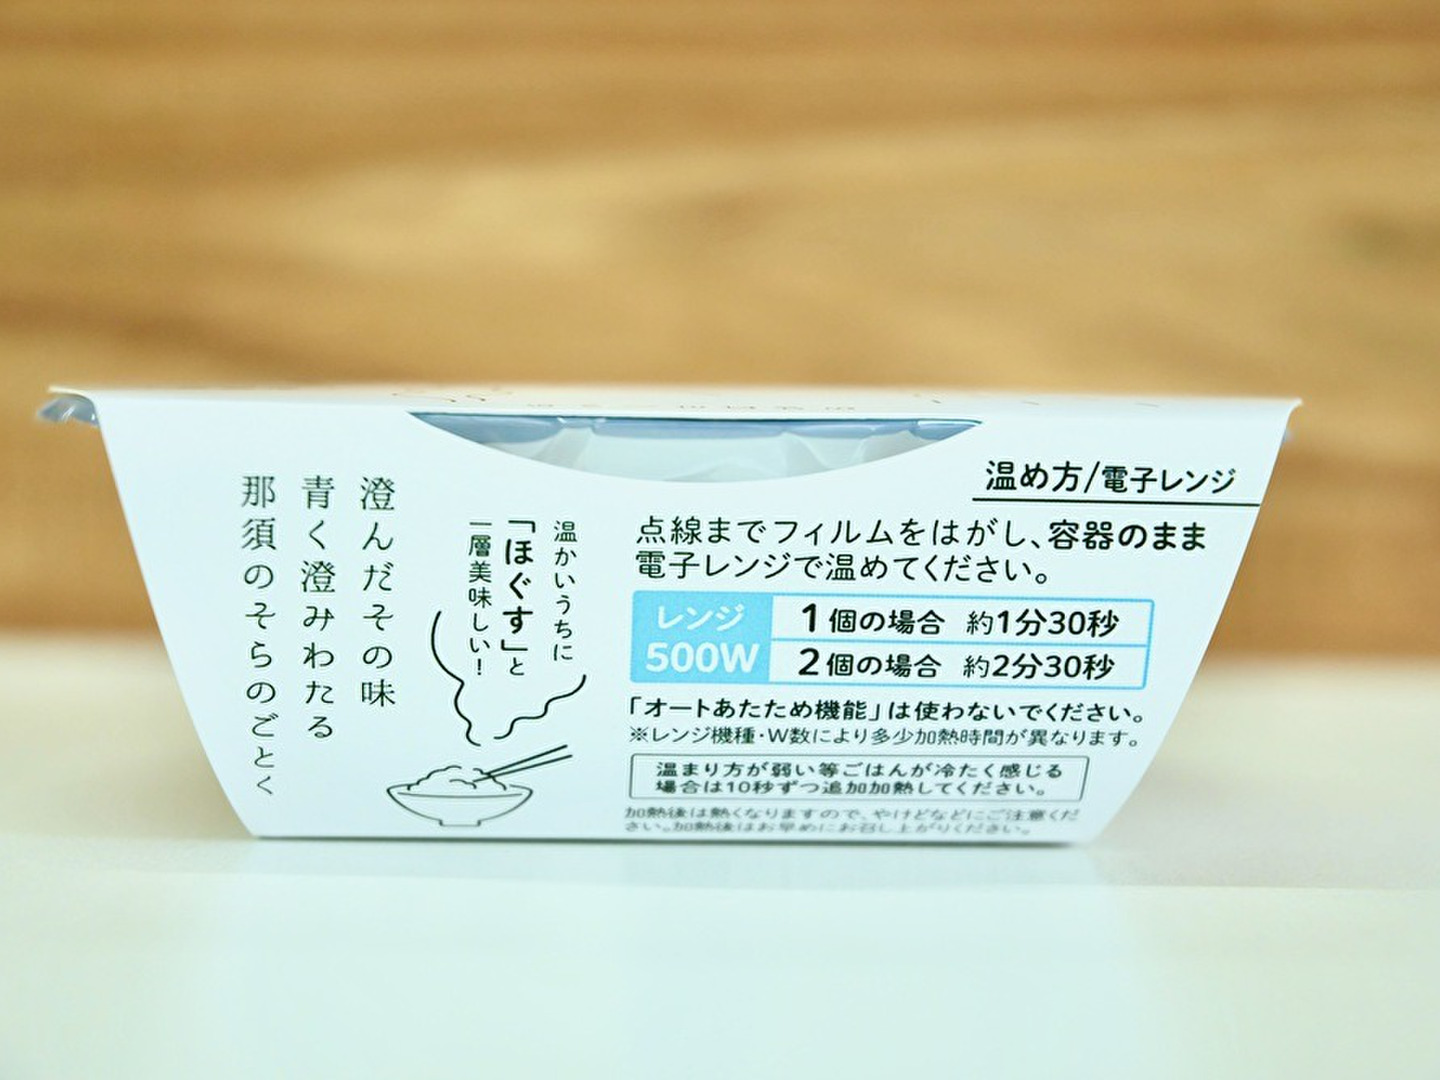 澄んだその味
青く澄みわたる
那須のそらのごとく
温かいうちに
「ほぐす」と
一層美味しい！
温め方/電子レンジ
点線までフィルムをはがし、容器のまま
電子レンジで温めてください。
レンジ
500W
1個の場合 約1分30秒
2個の場合 約2分30秒
「オートあたため機能」は使わないでください。
※レンジ機種・W数により多少加熱時間が異なります。
温まり方が弱い等ごはんが冷たく感じる
場合は10秒ずつ追加加熱してください。
加熱後は熱くなりますので、やけどなどにご注意くだ
さい。加熱後はお早めにお召し上がりください。